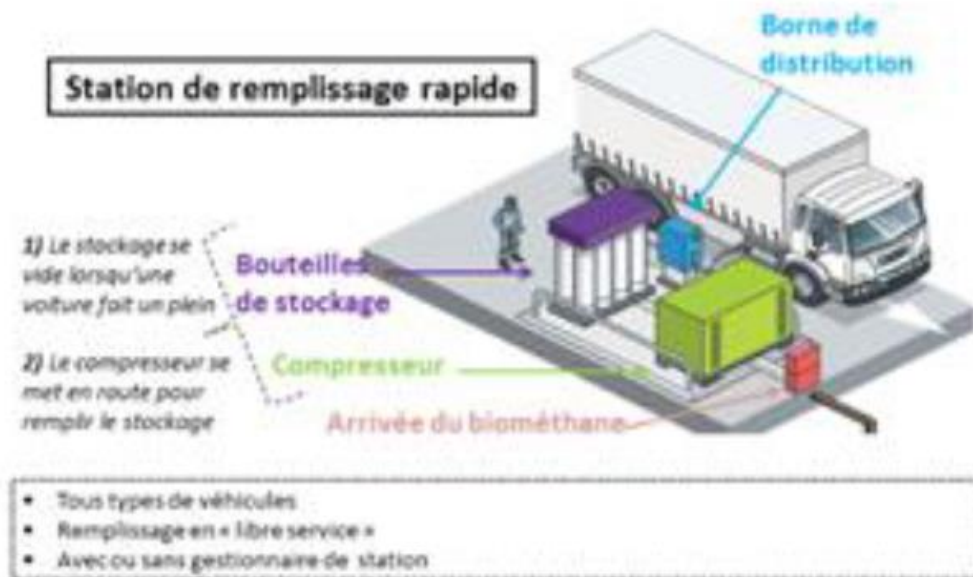 Borne de
distribution
Station de remplissage rapide
1) Le stockage se
vide lorsqu'une
voiture fait un plein
Bouteilles
de stockage
2) Le compresseur se
met en route pour
remplir le stockage
Compresseur
Arrivée du biométhane
• Tous types de véhicules
• Remplissage en « libre service »
• Avec ou sans gestionnaire de station